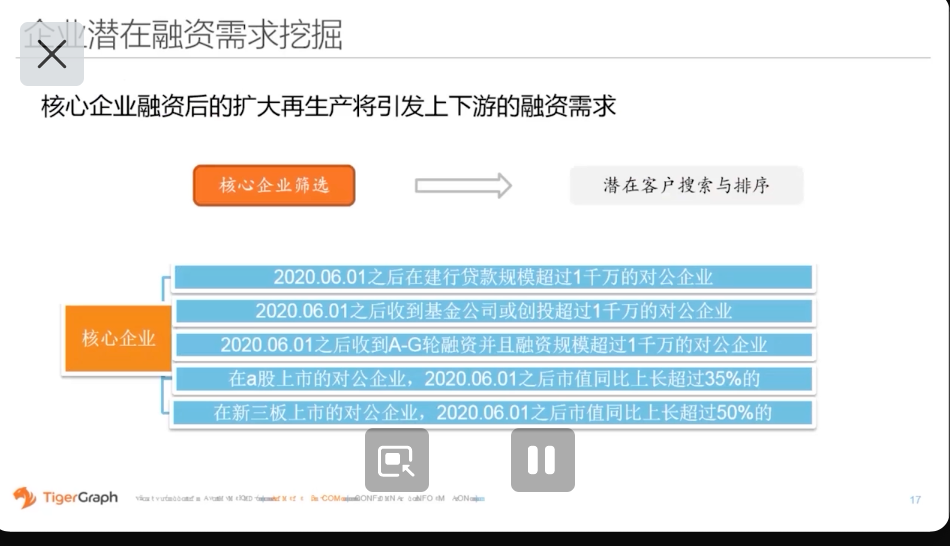 企业潜在融资需求挖掘
核心企业融资后的扩大再生产将引发上下游的融资需求
核心企业筛选
潜在客户搜索与排序
核心企业
2020.06.01之后在建行贷款规模超过1千万的对公企业
2020.06.01之后收到基金公司或创投超过1千万的对公企业
2020.06.01之后收到A-G轮融资并且融资规模超过1千万的对公企业
在a股上市的对公企业，2020.06.01之后市值同比上长超过35%的
在新三板上市的对公企业，2020.06.01之后市值同比上长超过50%的
TigerGraph
17